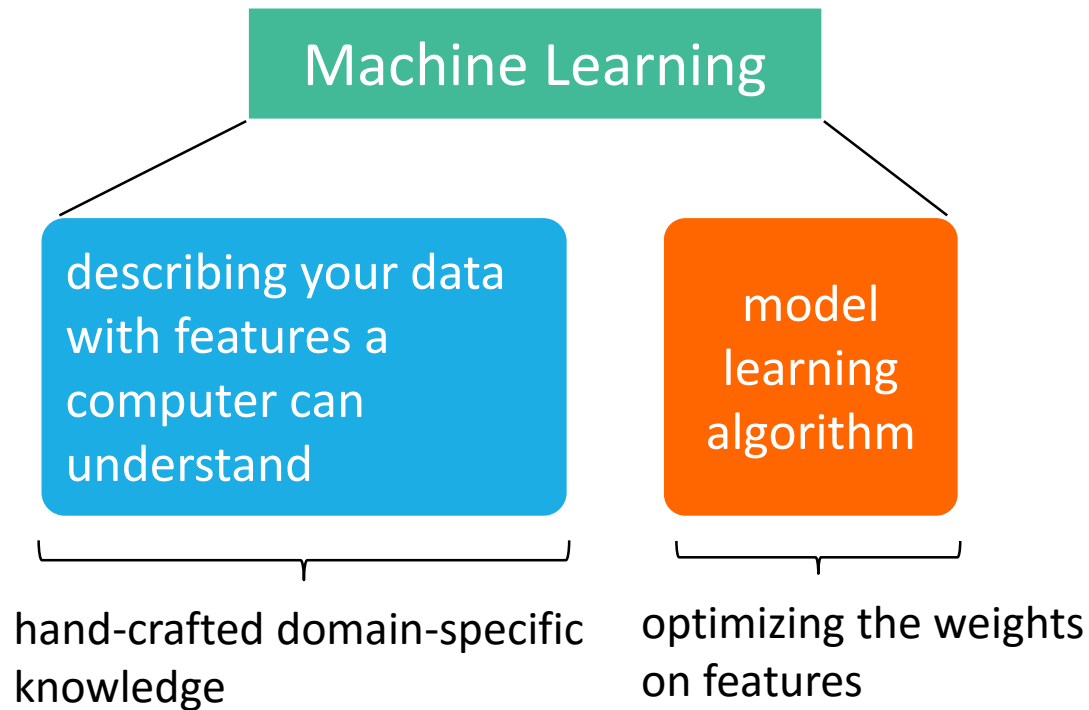 Machine Learning
describing your data
with features a
computer can
understand
model
learning
algorithm
hand-crafted domain-specific
knowledge
optimizing the weights
on features